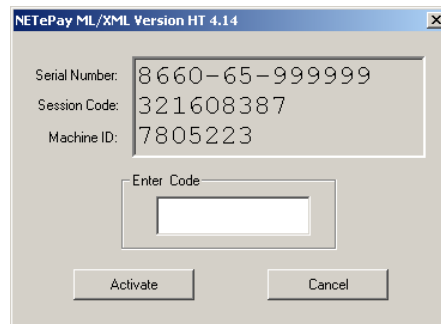 NETePay ML/XML Version HT 4.14
Serial Number: 8660-65-999999
Session Code: 321608387
Machine ID: 7805223
Enter Code
Activate Cancel